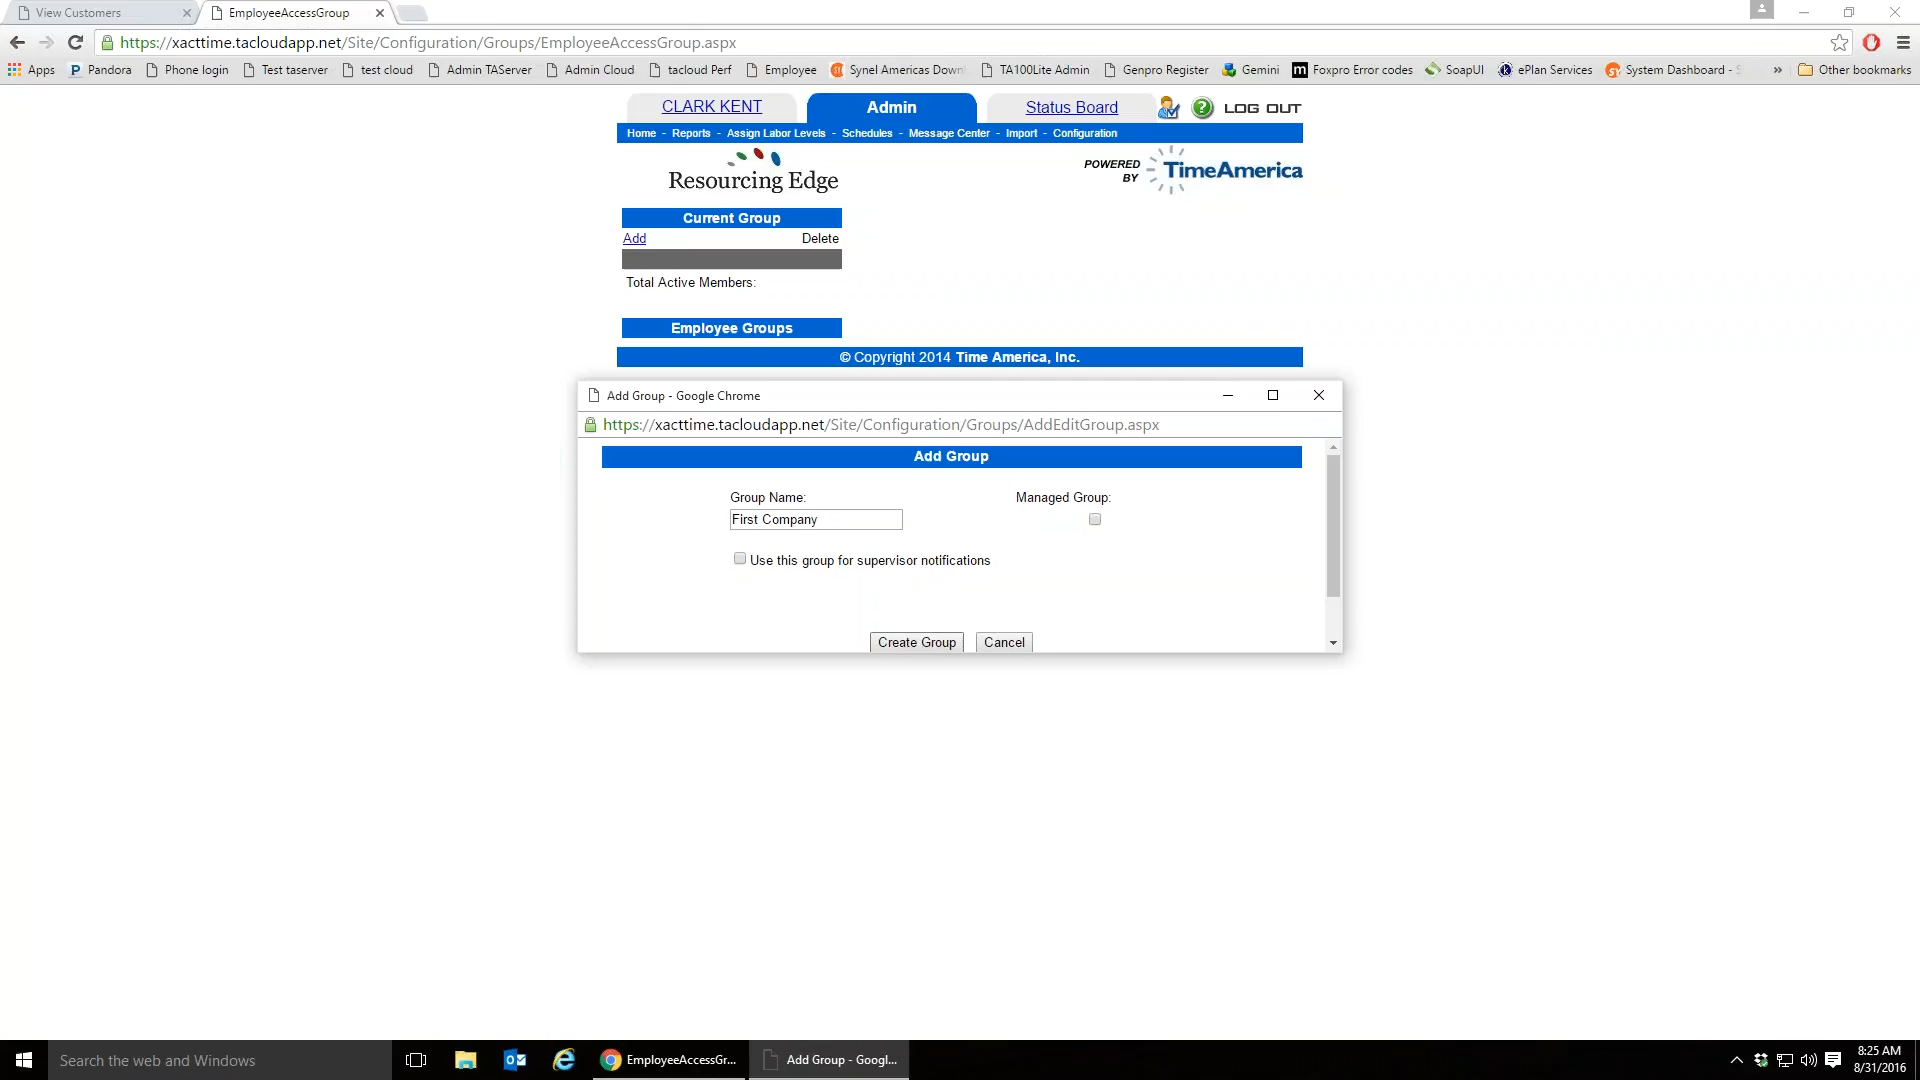 View Customers
EmployeeAccessGroup
https://xacttime.tacloudapp.net/Site/Configuration/Groups/EmployeeAccessGroup.aspx
Apps Pandora Phone login Test taserver test cloud Admin TAServer Admin Cloud tacloud Perf Employee Synel Americas Down TA100Lite Admin Genpro Register Gemini Foxpro Error codes SoapUI ePlan Services System Dashboard - » Other bookmarks
CLARK KENT Admin Status Board LOG OUT
Home - Reports - Assign Labor Levels - Schedules - Message Center - Import - Configuration
Resourcing Edge
POWERED
BY
TimeAmerica
Current Group
Add Delete
Total Active Members:
Employee Groups
© Copyright 2014 Time America, Inc.
Add Group - Google Chrome
https://xacttime.tacloudapp.net/Site/Configuration/Groups/AddEditGroup.aspx
Add Group
Group Name: Managed Group:
First Company
Use this group for supervisor notifications
Create Group Cancel
Search the web and Windows
EmployeeAccessGr...
Add Group - Googl...
8:25 AM
8/31/2016